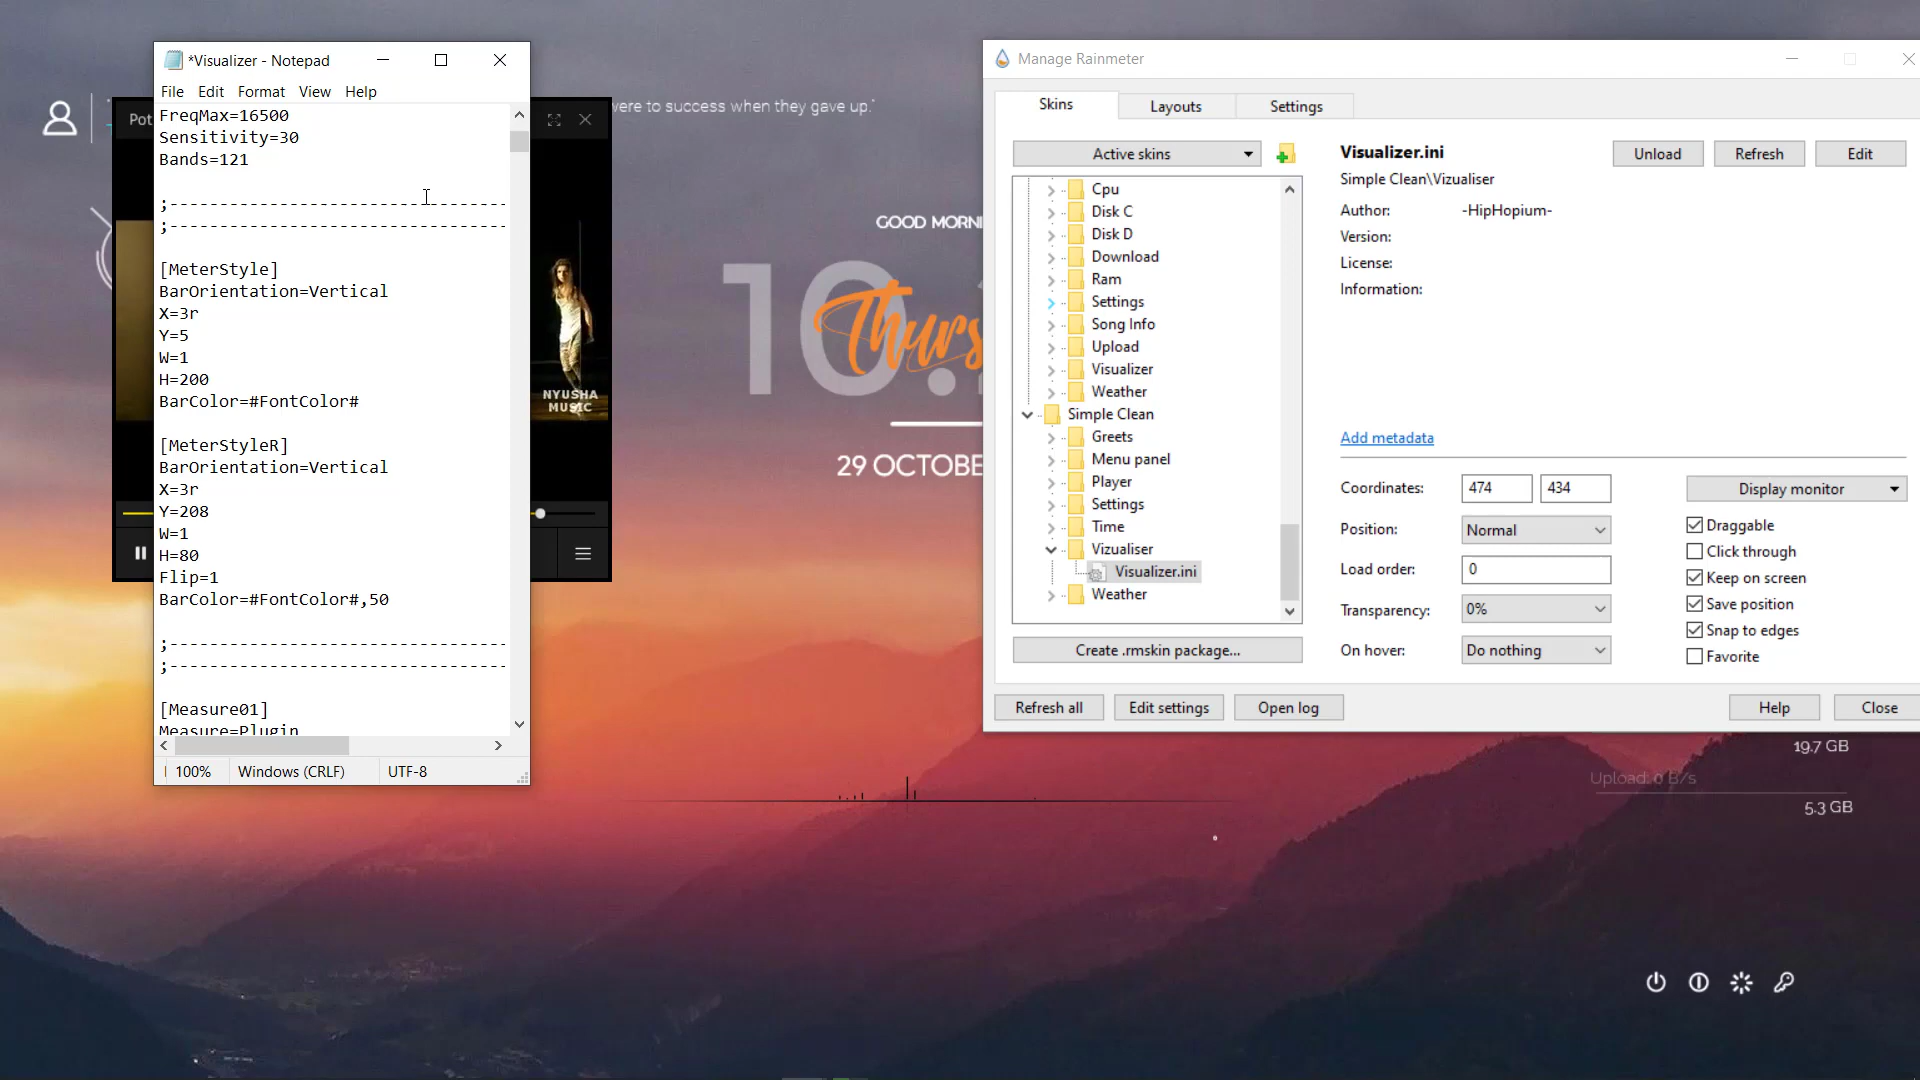 *Visualizer - Notepad
File Edit Format View Help
FreqMax=16500
Sensitivity=30
Bands=121
;---------------------------------
;---------------------------------
[MeterStyle]
BarOrientation=Vertical
X=3r
Y=5
W=1
H=200
BarColor=#FontColor#
[MeterStyleR]
BarOrientation=Vertical
X=3r
Y=208
W=1
H=80
Flip=1
BarColor=#FontColor#,50
;---------------------------------
;---------------------------------
[Measure01]
Measure=Plugin
100% Windows (CRLF) UTF-8
Pot
NYUSHA
MUSIC
were to success when they gave up."
GOOD MORNI
10.
Thurs
29 OCTOBE
Manage Rainmeter
Skins Layouts Settings
Active skins
Cpu
Disk C
Disk D
Download
Ram
Settings
Song Info
Upload
Visualizer
Weather
Simple Clean
Greets
Menu panel
Player
Settings
Time
Vizualiser
Visualizer.ini
Weather
Create .rmskin package...
Visualizer.ini
Unload Refresh Edit
Simple Clean\Vizualiser
Author: -HipHopium-
Version:
License:
Information:
Add metadata
Coordinates: 474 434
Position: Normal
Load order: 0
Transparency: 0%
On hover: Do nothing
Display monitor
Draggable
Click through
Keep on screen
Save position
Snap to edges
Favorite
Refresh all Edit settings Open log Help Close
19.7 GB
Upload: 0 B/s
5.3 GB